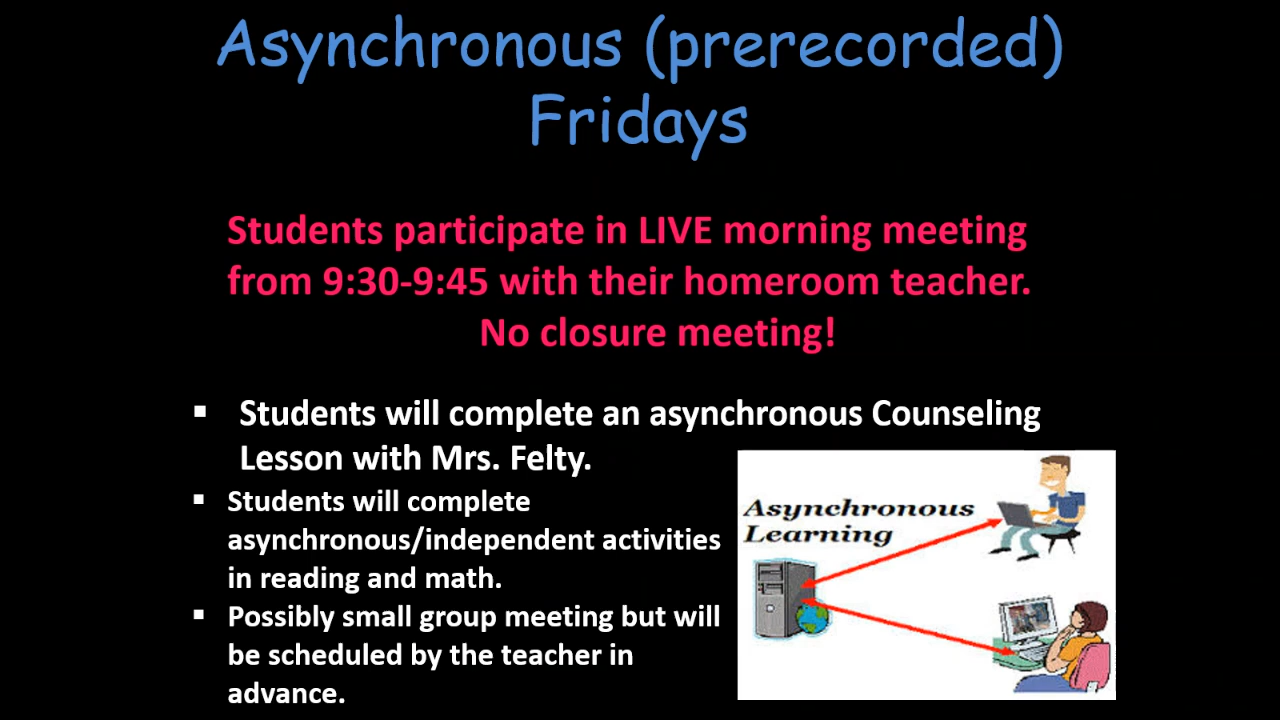 Asynchronous (prerecorded)
Fridays
Students participate in LIVE morning meeting
from 9:30-9:45 with their homeroom teacher.
No closure meeting!
▪ Students will complete an asynchronous Counseling
Lesson with Mrs. Felty.
▪ Students will complete
asynchronous/independent activities
in reading and math.
▪ Possibly small group meeting but will
be scheduled by the teacher in
advance.
Asynchronous
Learning